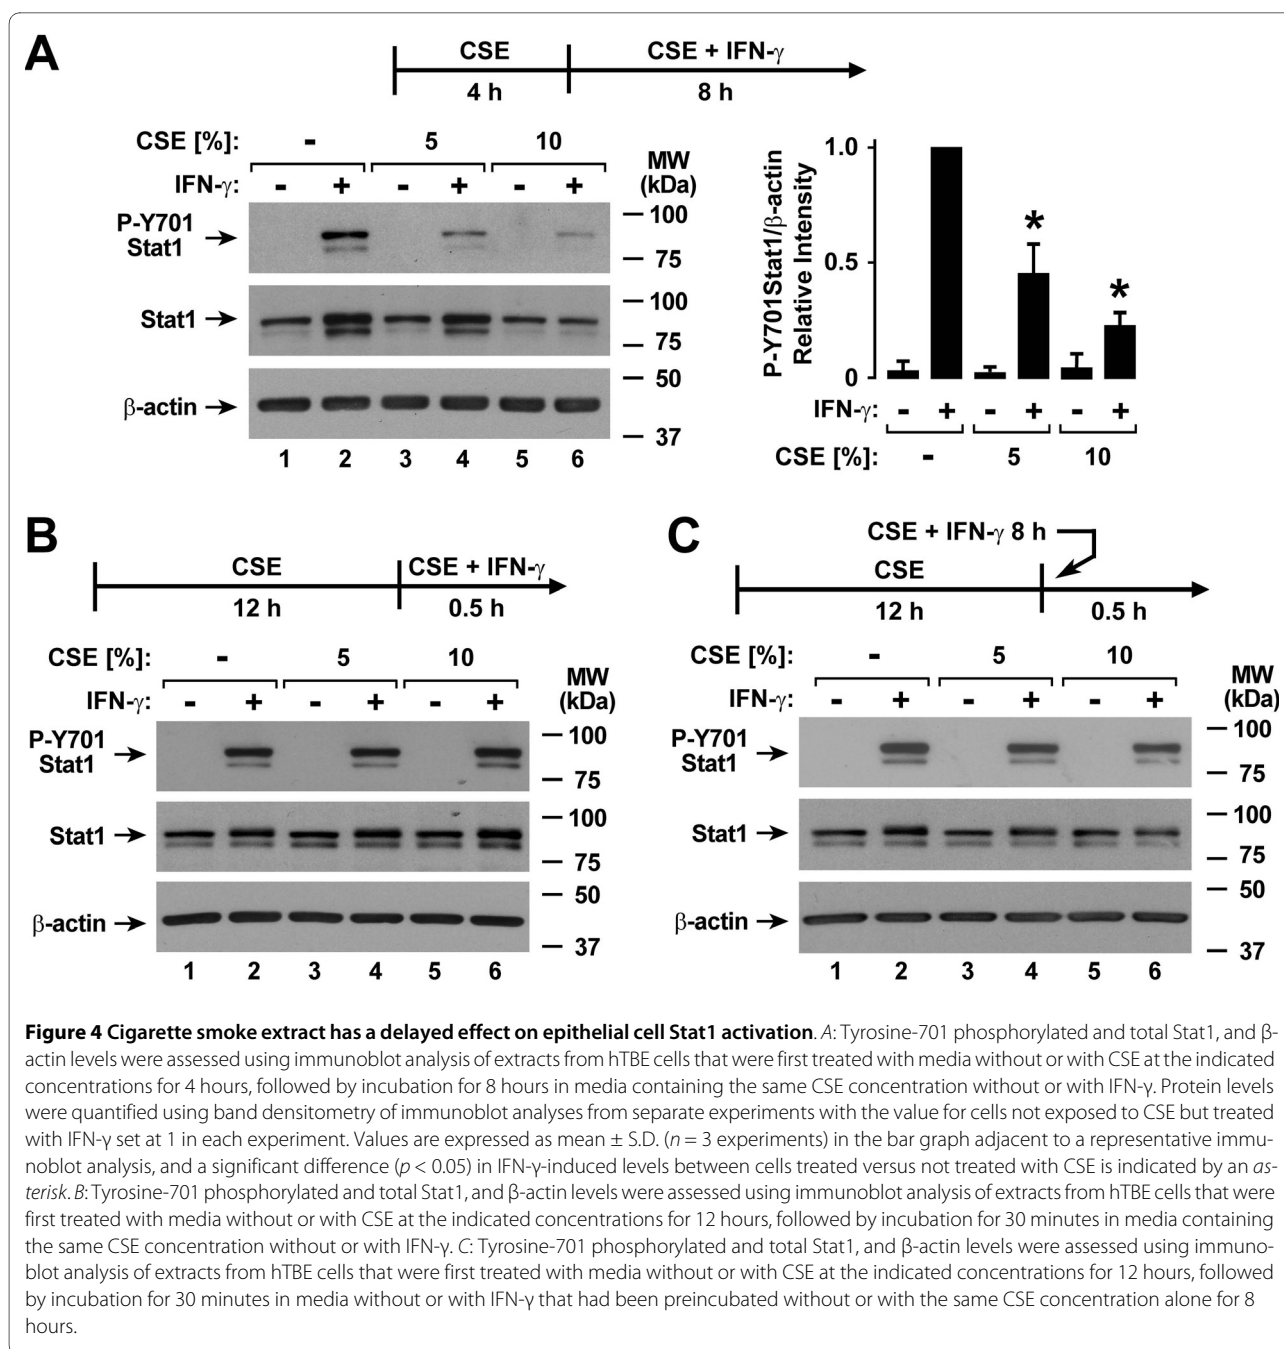 A
CSE
CSE + IFN-γ
4 h
8 h
CSE [%]: - 5 10
MW
(kDa)
IFN-γ: - + - + - +
P-Y701
Stat1
100
75
Stat1
100
75
β-actin
50
37
1 2 3 4 5 6
P-Y701Stat1/β-actin
Relative Intensity
1.0
0.5
0
*
*
IFN-γ: - + - + - +
CSE [%]: - 5 10
B
CSE
CSE + IFN-γ
12 h
0.5 h
CSE [%]: - 5 10
MW
(kDa)
IFN-γ: - + - + - +
P-Y701
Stat1
100
75
Stat1
100
75
β-actin
50
37
1 2 3 4 5 6
C
CSE + IFN-γ 8 h
CSE
12 h
0.5 h
CSE [%]: - 5 10
MW
(kDa)
IFN-γ: - + - + - +
P-Y701
Stat1
100
75
Stat1
100
75
β-actin
50
37
1 2 3 4 5 6
Figure 4 Cigarette smoke extract has a delayed effect on epithelial cell Stat1 activation. A: Tyrosine-701 phosphorylated and total Stat1, and β-
actin levels were assessed using immunoblot analysis of extracts from hTBE cells that were first treated with media without or with CSE at the indicated
concentrations for 4 hours, followed by incubation for 8 hours in media containing the same CSE concentration without or with IFN-γ. Protein levels
were quantified using band densitometry of immunoblot analyses from separate experiments with the value for cells not exposed to CSE but treated
with IFN-γ set at 1 in each experiment. Values are expressed as mean ± S.D. (n = 3 experiments) in the bar graph adjacent to a representative immu-
noblot analysis, and a significant difference (p < 0.05) in IFN-γ-induced levels between cells treated versus not treated with CSE is indicated by an as-
terisk. B: Tyrosine-701 phosphorylated and total Stat1, and β-actin levels were assessed using immunoblot analysis of extracts from hTBE cells that were
first treated with media without or with CSE at the indicated concentrations for 12 hours, followed by incubation for 30 minutes in media containing
the same CSE concentration without or with IFN-γ. C: Tyrosine-701 phosphorylated and total Stat1, and β-actin levels were assessed using immuno-
blot analysis of extracts from hTBE cells that were first treated with media without or with CSE at the indicated concentrations for 12 hours, followed
by incubation for 30 minutes in media without or with IFN-γ that had been preincubated without or with the same CSE concentration alone for 8
hours.